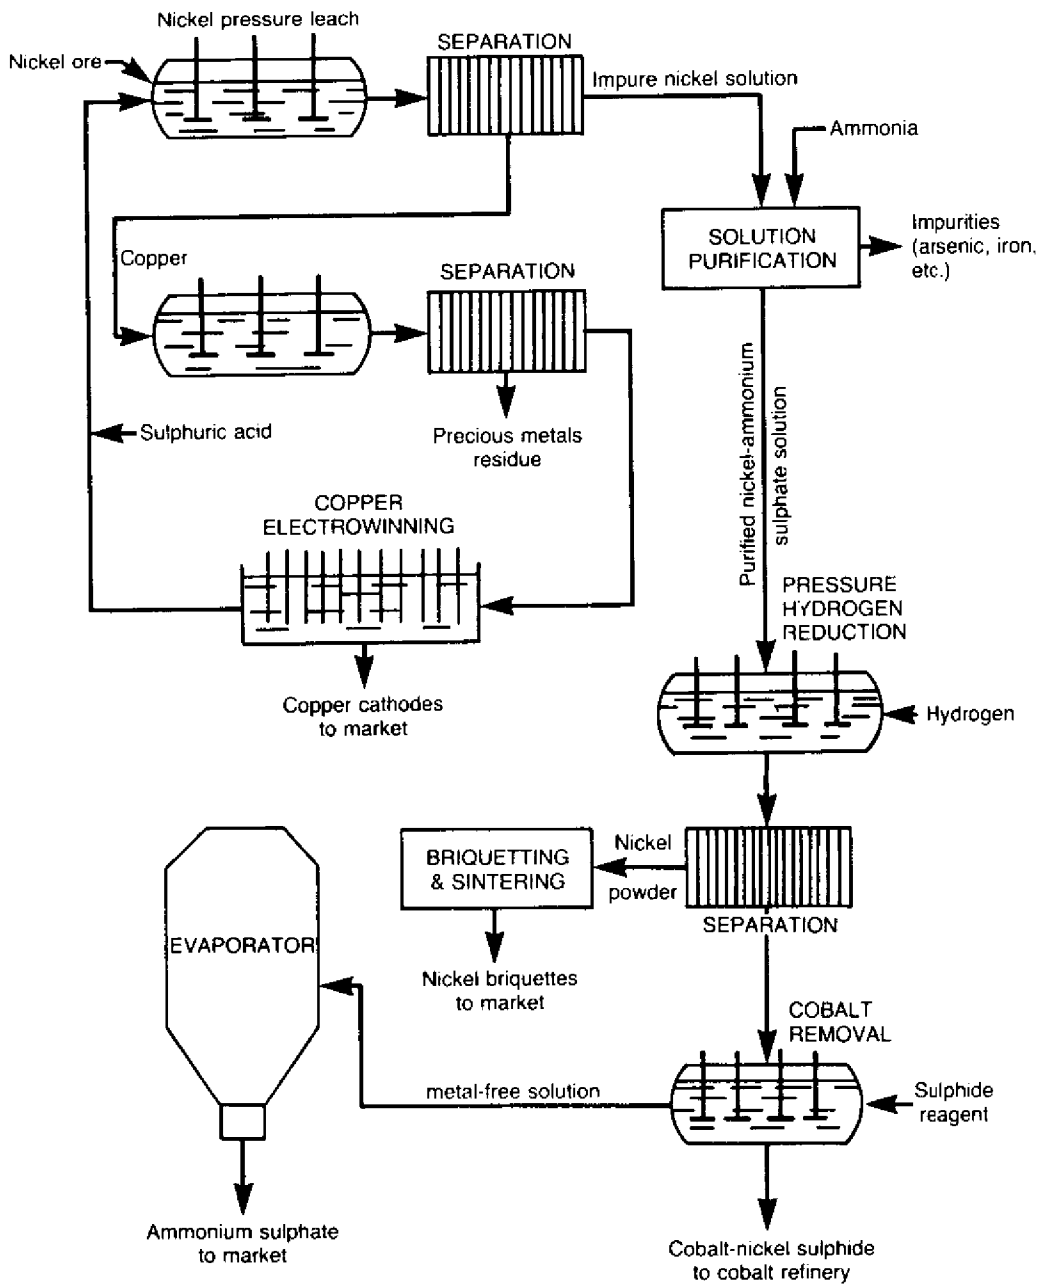 Nickel pressure leach
Nickel ore
SEPARATION
Impure nickel solution
Ammonia
SOLUTION
PURIFICATION
Impurities
(arsenic, iron,
etc.)
Copper
SEPARATION
Sulphuric acid
Precious metals
residue
Purified nickel-ammonium
sulphate solution
COPPER
ELECTROWINNING
Copper cathodes
to market
PRESSURE
HYDROGEN
REDUCTION
Hydrogen
BRIQUETTING
& SINTERING
Nickel
powder
SEPARATION
Nickel briquettes
to market
EVAPORATOR
COBALT
REMOVAL
metal-free solution
Sulphide
reagent
Ammonium sulphate
to market
Cobalt-nickel sulphide
to cobalt refinery